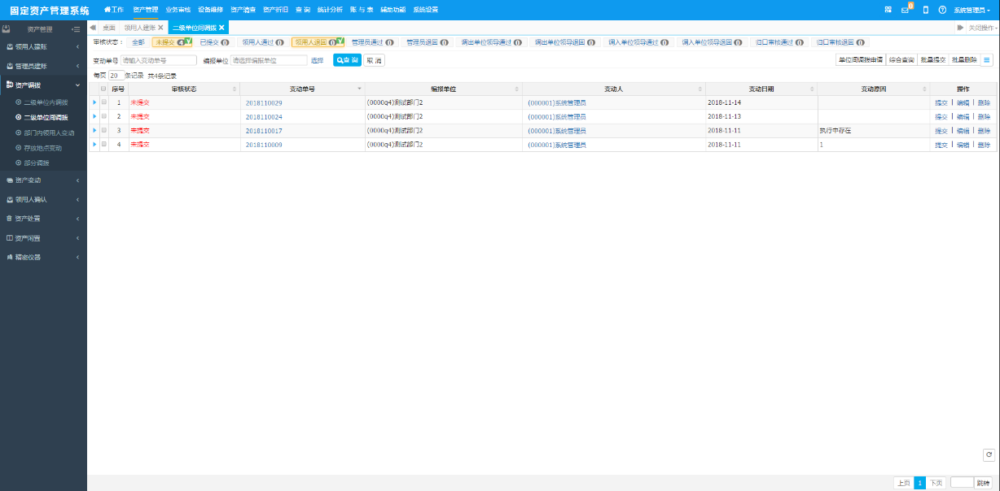 固定资产管理系统 工作 资产管理 业务审核 设备维修 资产清查 资产折旧 查 询 统计分析 账 与 表 辅助功能 系统设置 0 系统管理员
资产管理 桌面 领用人建账 二级单位间调拨 关闭操作
审核状态： 全部 未提交 4 已提交 0 领用人通过 0 领用人退回 0 管理员通过 0 管理员退回 0 调出单位领导通过 0 调出单位领导退回 0 调入单位领导通过 0 调入单位领导退回 0 归口审核通过 0 归口审核退回 0
变动单号 请输入变动单号 编报单位 请选择编报单位 选择 查 询 取 消 单位间调拨申请 综合查询 批量提交 批量删除
每页 20 条记录 共4条记录
序号 审核状态 变动单号 编报单位 变动人 变动日期 变动原因 操作
1 未提交 2018110029 (0000q4)测试部门2 (000001)系统管理员 2018-11-14 提交 | 编辑 | 删除
2 未提交 2018110024 (0000q4)测试部门2 (000001)系统管理员 2018-11-13 提交 | 编辑 | 删除
3 未提交 2018110017 (0000q4)测试部门2 (000001)系统管理员 2018-11-11 执行中存在 提交 | 编辑 | 删除
4 未提交 2018110009 (0000q4)测试部门2 (000001)系统管理员 2018-11-11 1 提交 | 编辑 | 删除
领用人建账
管理员建账
资产调拨
二级单位内调拨
二级单位间调拨
部门内领用人变动
存放地点变动
部分调拨
资产变动
领用人确认
资产处置
资产闲置
精密仪器
上页 1 下页 跳转